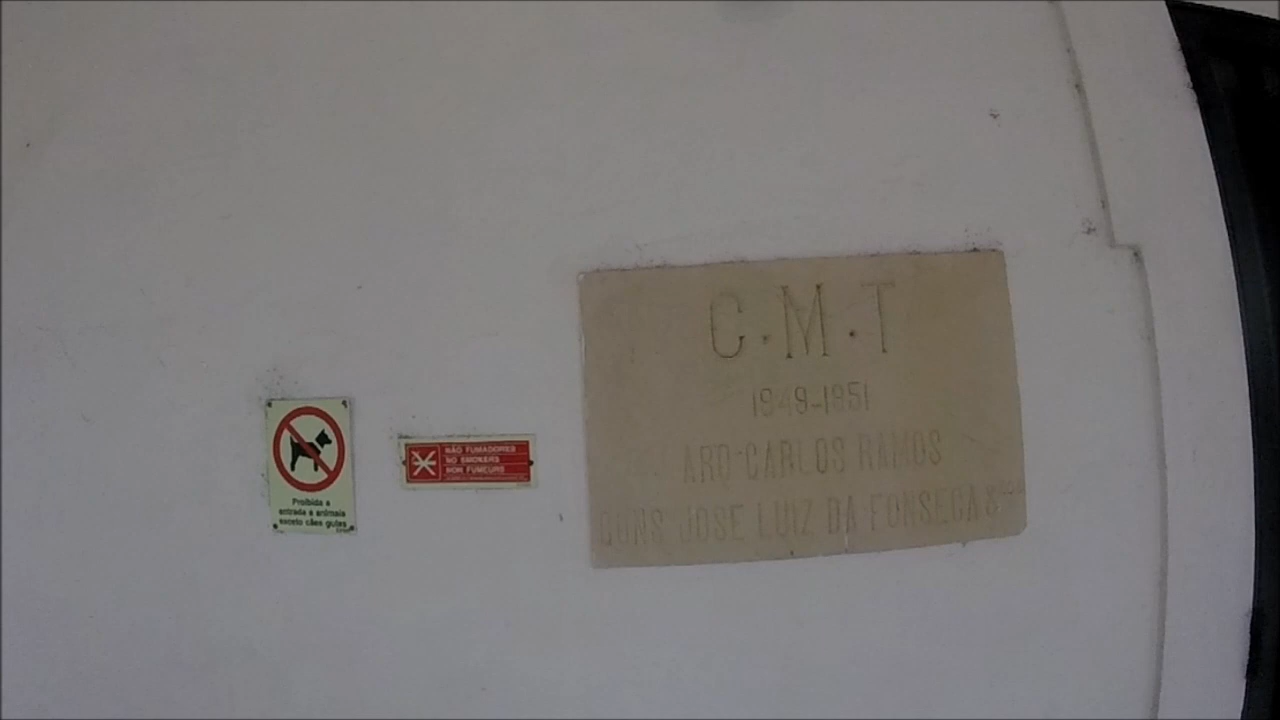 C.M.T
1949-1951
ARQ CARLOS RAMOS
CONS JOSE LUIZ DA FONSECA &
NÃO FUMADORES
NO SMOKERS
NON FUMEURS
Proibida a
entrada a animais
exceto cães guias